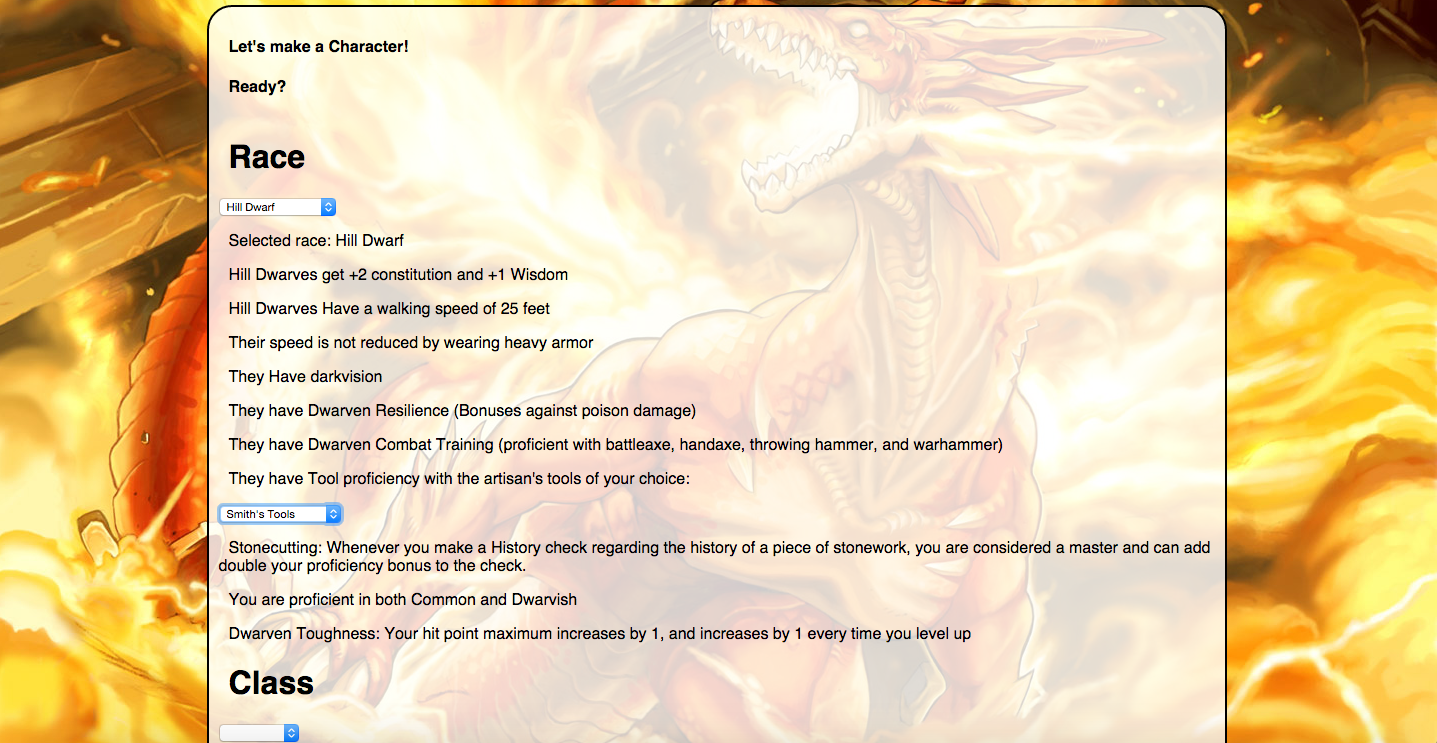 Let's make a Character!
Ready?
Race
Hill Dwarf
Selected race: Hill Dwarf
Hill Dwarves get +2 constitution and +1 Wisdom
Hill Dwarves Have a walking speed of 25 feet
Their speed is not reduced by wearing heavy armor
They Have darkvision
They have Dwarven Resilience (Bonuses against poison damage)
They have Dwarven Combat Training (proficient with battleaxe, handaxe, throwing hammer, and warhammer)
They have Tool proficiency with the artisan's tools of your choice:
Smith's Tools
Stonecutting: Whenever you make a History check regarding the history of a piece of stonework, you are considered a master and can add
double your proficiency bonus to the check.
You are proficient in both Common and Dwarvish
Dwarven Toughness: Your hit point maximum increases by 1, and increases by 1 every time you level up
Class